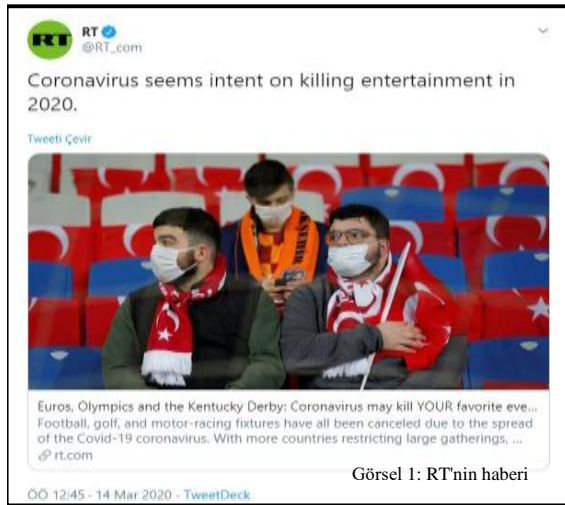 RT
RT
@RT_com
Coronavirus seems intent on killing entertainment in
2020.
Tweeti Çevir
Euros, Olympics and the Kentucky Derby: Coronavirus may kill YOUR favorite eve...
Football, golf, and motor-racing fixtures have all been canceled due to the spread
of the Covid-19 coronavirus. With more countries restricting large gatherings, ...
rt.com
Görsel 1: RT'nin haberi
ÖÖ 12:45 · 14 Mar 2020 · TweetDeck